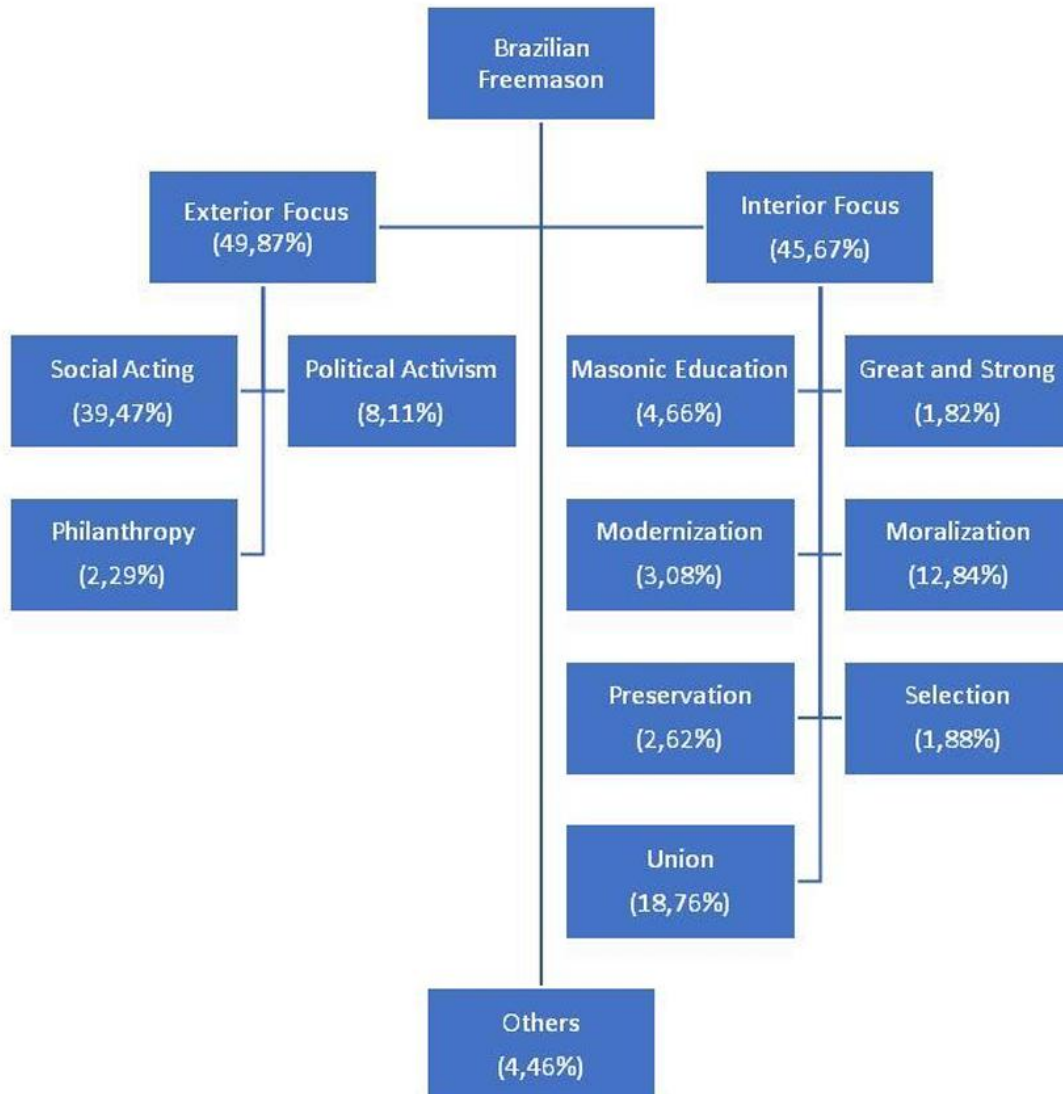 Brazilian
Freemason
Exterior Focus
(49,87%)
Interior Focus
(45,67%)
Social Acting
(39,47%)
Political Activism
(8,11%)
Masonic Education
(4,66%)
Great and Strong
(1,82%)
Philanthropy
(2,29%)
Modernization
(3,08%)
Moralization
(12,84%)
Preservation
(2,62%)
Selection
(1,88%)
Union
(18,76%)
Others
(4,46%)